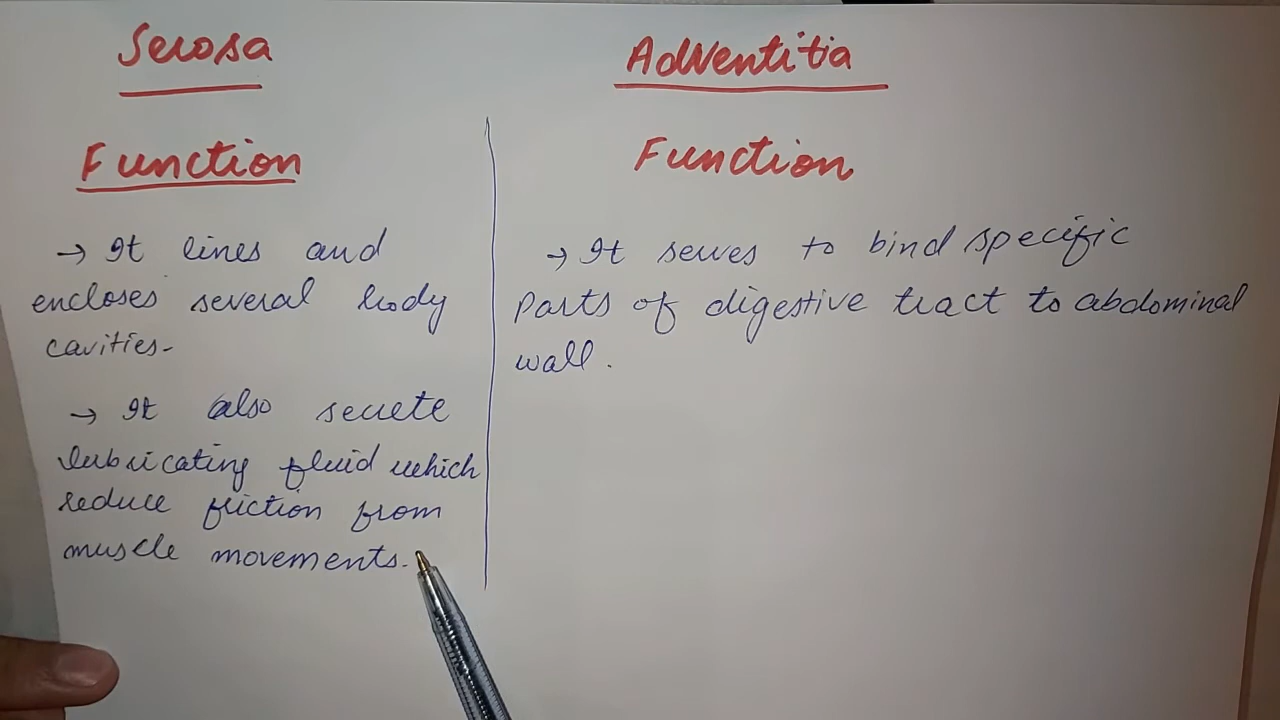 Serosa
Function
→ It lines and
encloses several body
cavities.
→ It also secrete
lubricating fluid which
reduce friction from
muscle movements.
Adventitia
Function
→ It serves to bind specific
parts of digestive tract to abdominal
wall.